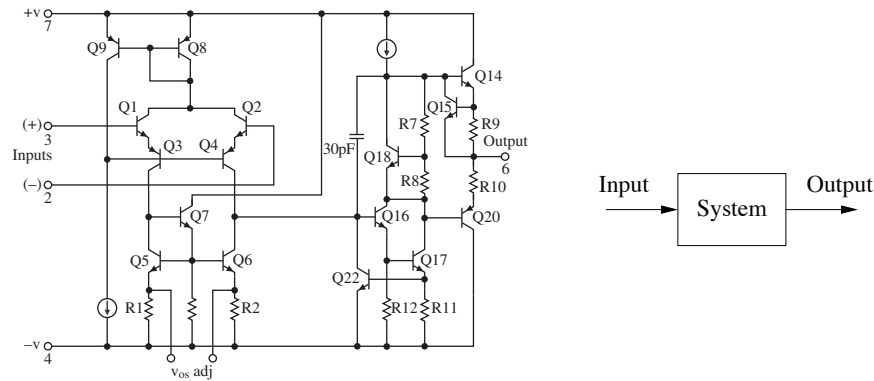 +v
7
Q9
Q8
Q14
Q1
Q2
Q15
R7
R9
(+)
3
Q3
Q4
30pF
Output
6
Inputs
Q18
R8
R10
(−)
2
Q7
Q16
Q20
Q5
Q6
Q22
Q17
R1
R2
R12
R11
−v
4
vos adj
Input
Output
System